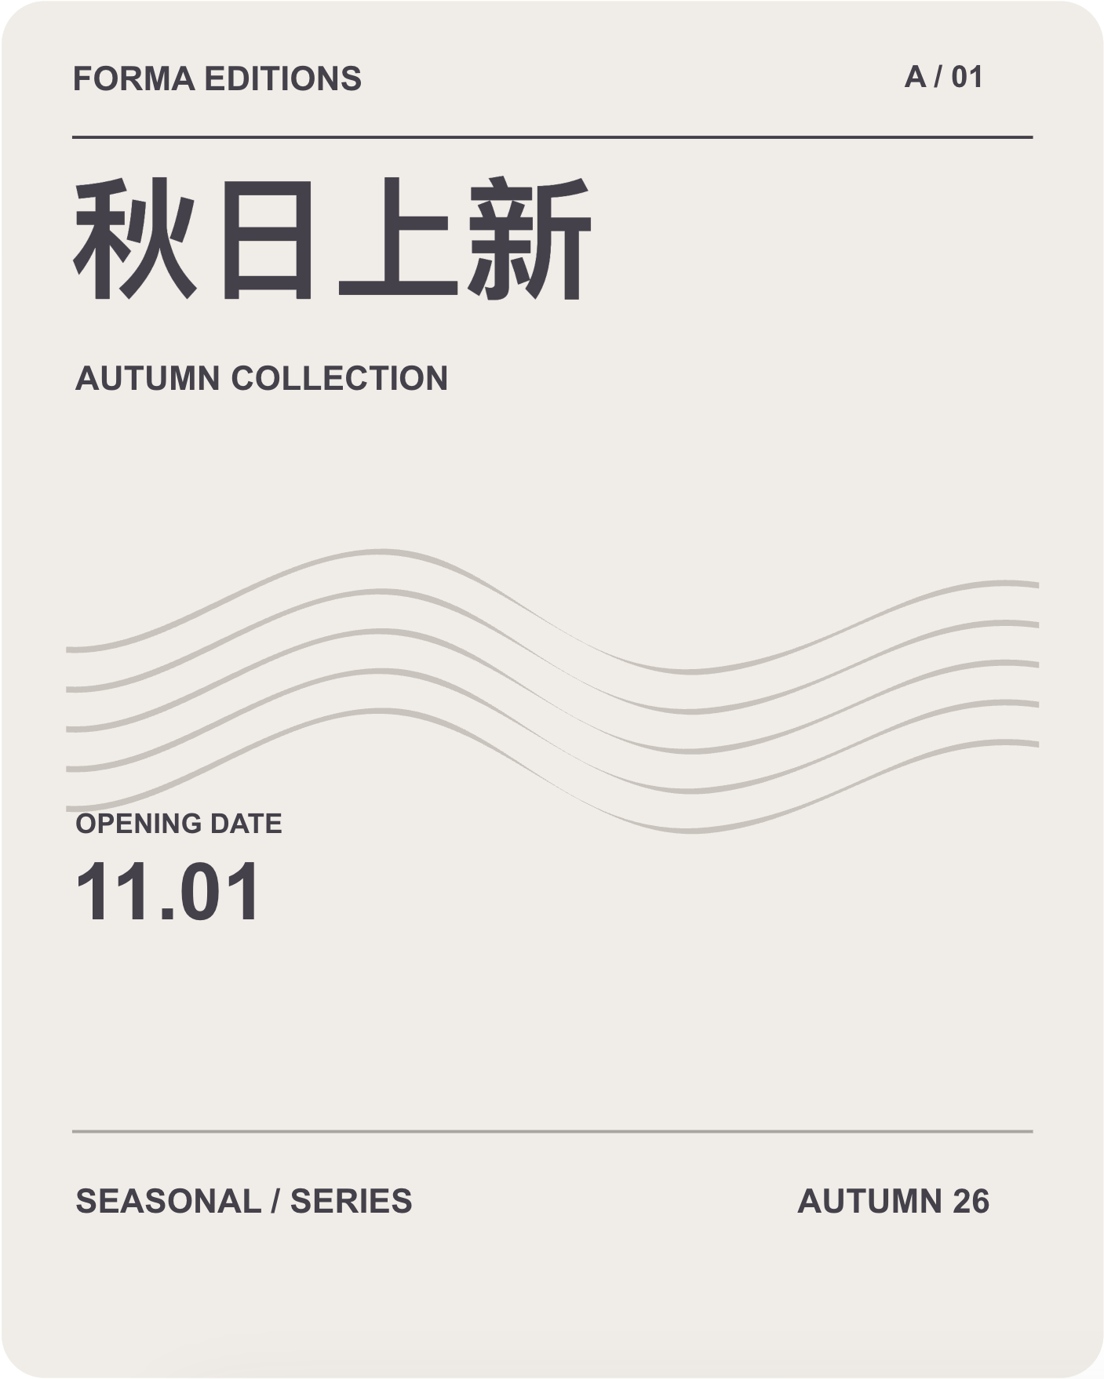 FORMA EDITIONS
A / 01
秋日上新
AUTUMN COLLECTION
OPENING DATE
11.01
SEASONAL / SERIES
AUTUMN 26